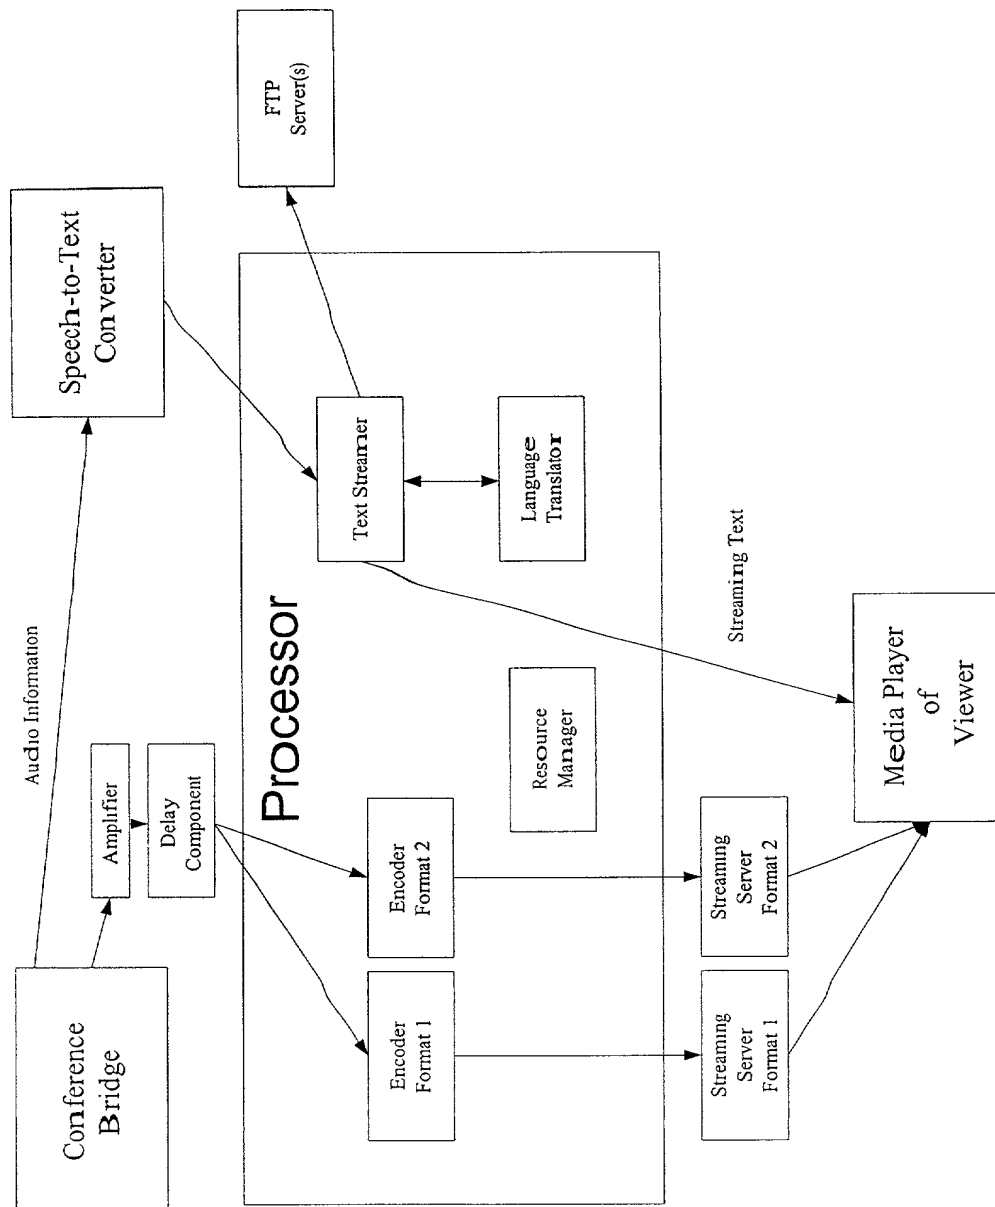 Conference
Bridge
Audio Information
Speech-to-Text
Converter
Amplifier
Delay
Component
Processor
FTP
Server(s)
Encoder
Format 1
Encoder
Format 2
Text Streamer
Resource
Manager
Language
Translator
Streaming
Server
Format 1
Streaming
Server
Format 2
Streaming Text
Media Player
of
Viewer